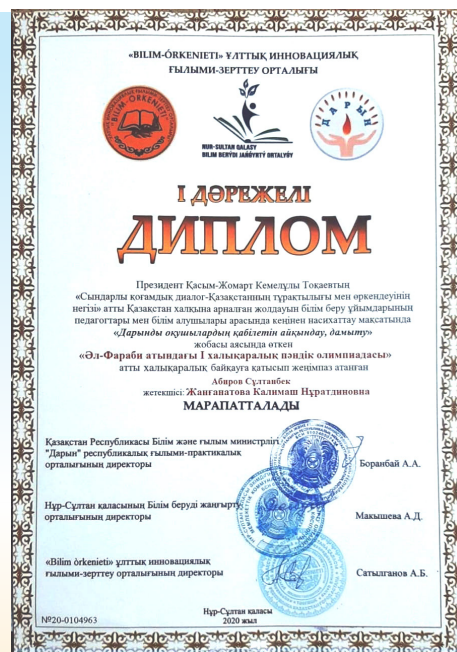 «BILIM-ÓRKENIETI» ҰЛТТЫҚ ИННОВАЦИЯЛЫҚ
ҒЫЛЫМИ-ЗЕРТТЕУ ОРТАЛЫҒЫ
"BILIM-ORKENIETI"
ДАРЫН
NUR-SULTAN QALASY
BILIM BERÝDI JAŃǴYRTÝ ORTALYǴY
І ДӘРЕЖЕЛІ
ДИПЛОМ
Президент Қасым-Жомарт Кемелұлы Тоқаевтың
«Сындарлы қоғамдық диалог-Қазақстанның тұрақтылығы мен өркендеуінің
негізі» атты Қазақстан халқына арналған жолдауын білім беру ұйымдарының
педагогтары мен білім алушылары арасында кеңінен насихаттау мақсатында
«Дарынды оқушылардың қабілетін айқындау, дамыту»
жобасы аясында өткен
«Әл-Фараби атындағы І халықаралық пәндік олимпиадасы»
атты халықаралық байқауға қатысып жеңімпаз атанған
Абиров Сұлтанбек
жетекшісі: Жанғанатова Калимаш Нұратдиновна
МАРАПАТТАЛАДЫ
Қазақстан Республикасы Білім және ғылым министрлігі
"Дарын" республикалық ғылыми-практикалық
орталығының директоры
Боранбай А.А.
Нұр-Сұлтан қаласының Білім беруді жаңғырту
орталығының директоры
Макышева А.Д.
«Bilim órkenieti» ұлттық инновациялық
ғылыми-зерттеу орталығының директоры
Сатылганов А.Б.
Нұр-Сұлтан қаласы
2020 жыл
№20-0104963